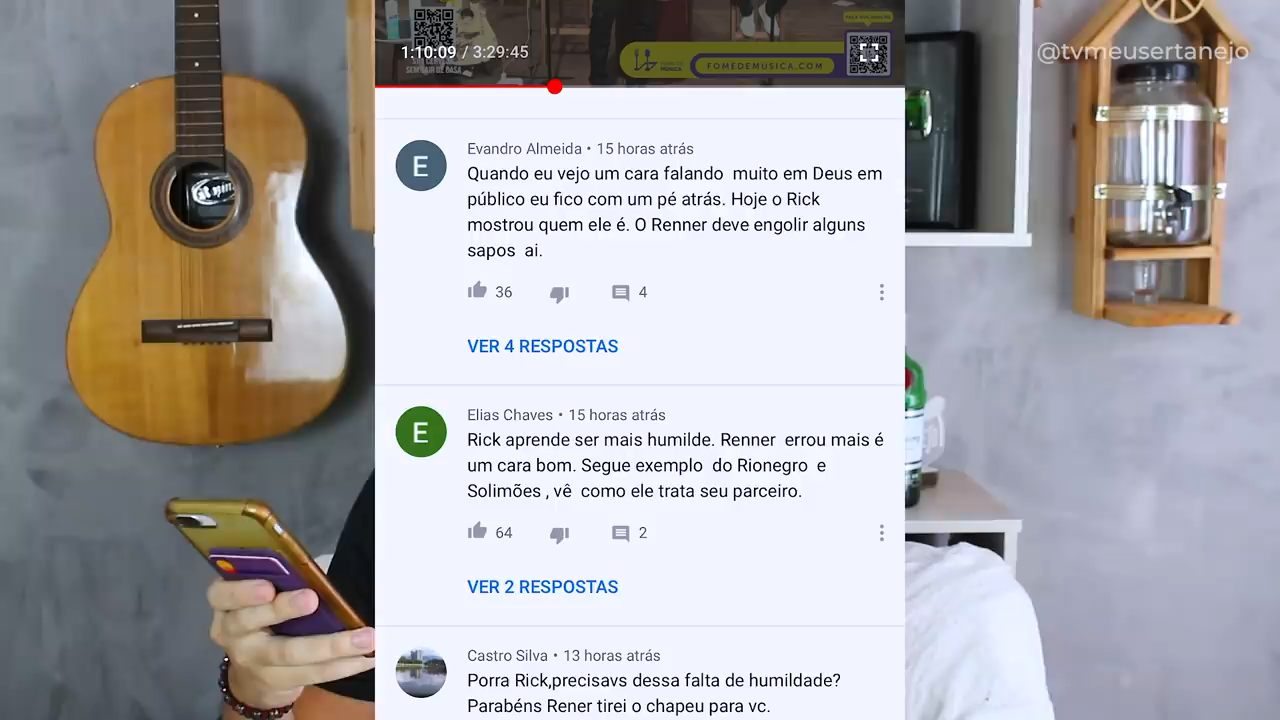 1:10:09 / 3:29:45
FOMEDEMUSICA.COM
@tvmeusertanejo
E
Evandro Almeida • 15 horas atrás
Quando eu vejo um cara falando  muito em Deus em
público eu fico com um pé atrás. Hoje o Rick
mostrou quem ele é. O Renner deve engolir alguns
sapos  ai.
36
4
VER 4 RESPOSTAS
E
Elias Chaves • 15 horas atrás
Rick aprende ser mais humilde. Renner  errou mais é
um cara bom. Segue exemplo  do Rionegro  e
Solimões , vê  como ele trata seu parceiro.
64
2
VER 2 RESPOSTAS
Castro Silva • 13 horas atrás
Porra Rick,precisavs dessa falta de humildade?
Parabéns Rener tirei o chapeu para vc.